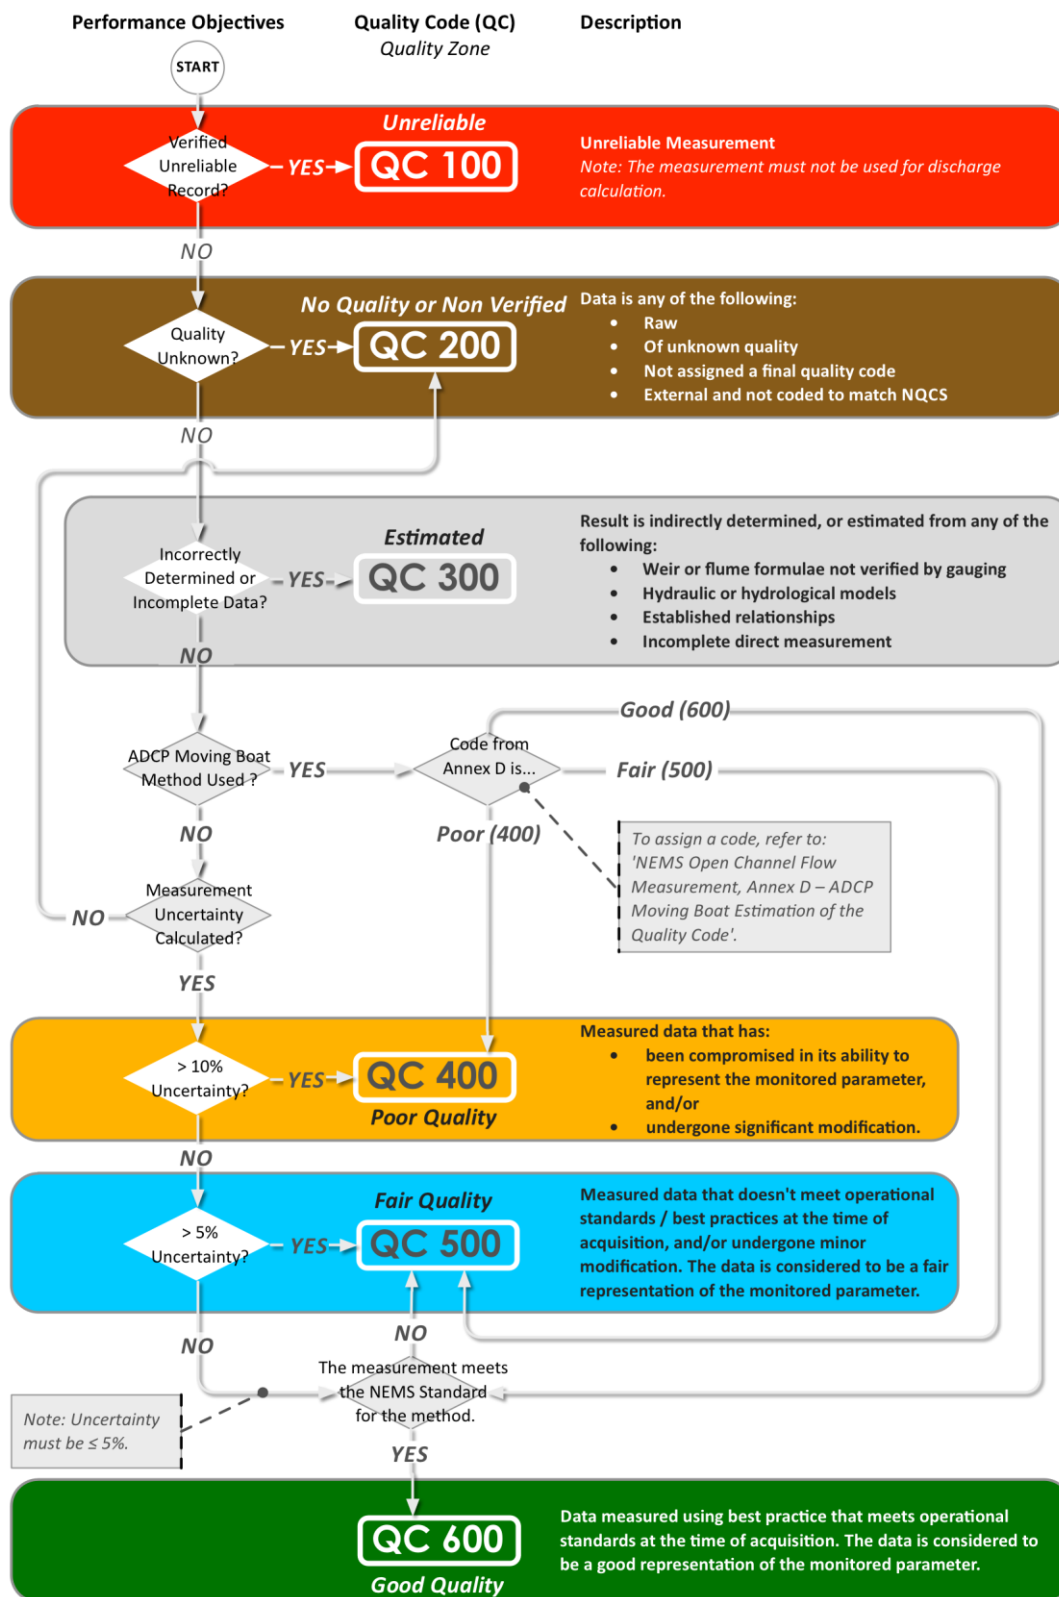 Performance Objectives
Quality Code (QC)
Quality Zone
Description
START
Verified
Unreliable
Record?
YES
Unreliable
QC 100
Unreliable Measurement
Note: The measurement must not be used for discharge
calculation.
NO
Quality
Unknown?
YES
No Quality or Non Verified
QC 200
Data is any of the following:
• Raw
• Of unknown quality
• Not assigned a final quality code
• External and not coded to match NQCS
NO
Incorrectly
Determined or
Incomplete Data?
YES
Estimated
QC 300
Result is indirectly determined, or estimated from any of the
following:
• Weir or flume formulae not verified by gauging
• Hydraulic or hydrological models
• Established relationships
• Incomplete direct measurement
NO
ADCP Moving Boat
Method Used ?
YES
Code from
Annex D is...
Good (600)
Fair (500)
Poor (400)
To assign a code, refer to:
'NEMS Open Channel Flow
Measurement, Annex D – ADCP
Moving Boat Estimation of the
Quality Code'.
NO
Measurement
Uncertainty
Calculated?
NO
YES
> 10%
Uncertainty?
YES
QC 400
Poor Quality
Measured data that has:
• been compromised in its ability to
represent the monitored parameter,
and/or
• undergone significant modification.
NO
> 5%
Uncertainty?
YES
Fair Quality
QC 500
Measured data that doesn't meet operational
standards / best practices at the time of
acquisition, and/or undergone minor
modification. The data is considered to be a fair
representation of the monitored parameter.
NO
NO
The measurement meets
the NEMS Standard
for the method.
Note: Uncertainty
must be ≤ 5%.
YES
QC 600
Good Quality
Data measured using best practice that meets operational
standards at the time of acquisition. The data is considered to
be a good representation of the monitored parameter.